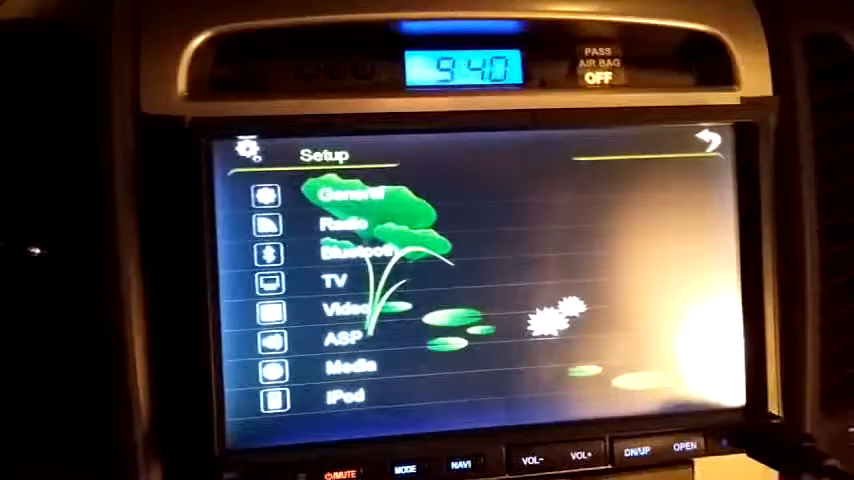 9:40
PASS
AIR BAG
OFF
Setup
General
Radio
Bluetooth
TV
Video
ASP
Media
iPod
⏻/MUTE
MODE
NAVI
VOL-
VOL+
DN/UP
OPEN